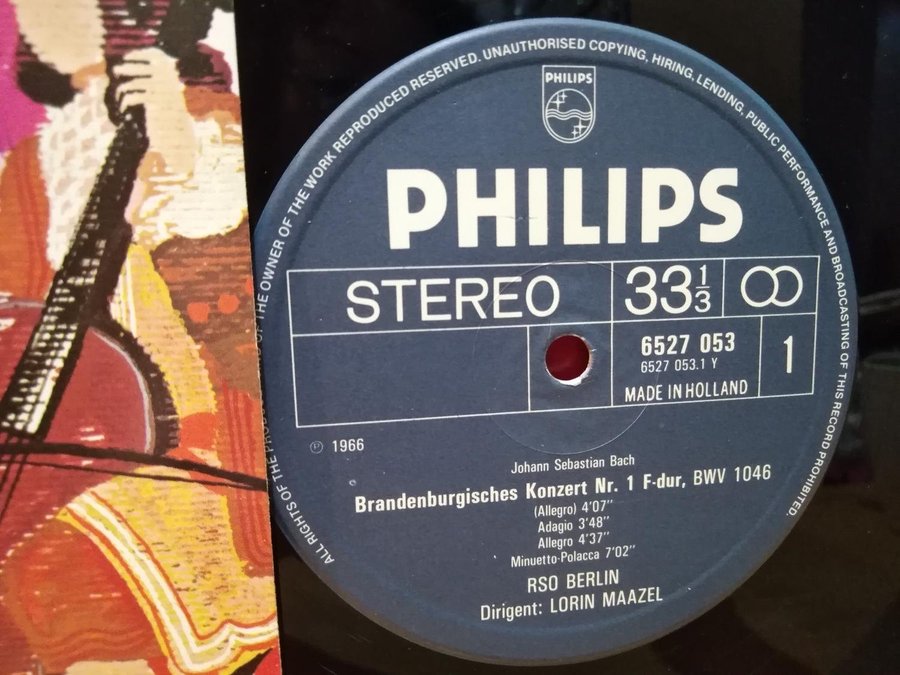 ALL RIGHTS OF THE OF THE OWNER OF THE WORK REPRODUCED RESERVED. UNAUTHORISED COPYING, HIRING, LENDING, PUBLIC PERFORMANCE AND BROADCASTING OF THIS RECORD PROHIBITED.
PHILIPS
PHILIPS
STEREO
33 1/3
6527 053
6527 053.1 Y
MADE IN HOLLAND
1
℗ 1966
Johann Sebastian Bach
Brandenburgisches Konzert Nr. 1 F-dur, BWV 1046
(Allegro) 4'07''
Adagio 3'48''
Allegro 4'37''
Minuetto-Polacca 7'02''
RSO BERLIN
Dirigent: LORIN MAAZEL